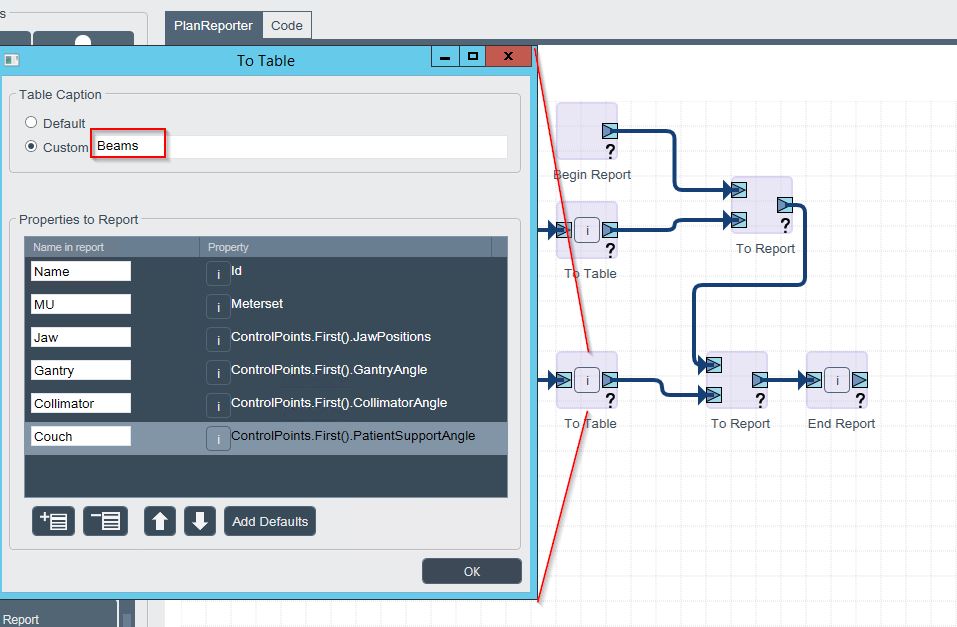 s
PlanReporter Code
To Table
Table Caption
Default
Custom Beams
Properties to Report
Name in report Property
Name i Id
MU i Meterset
Jaw i ControlPoints.First().JawPositions
Gantry i ControlPoints.First().GantryAngle
Collimator i ControlPoints.First().CollimatorAngle
Couch i ControlPoints.First().PatientSupportAngle
Add Defaults
OK
Report
?
Begin Report
i
?
To Table
?
To Report
i
?
To Table
?
To Report
i
?
End Report